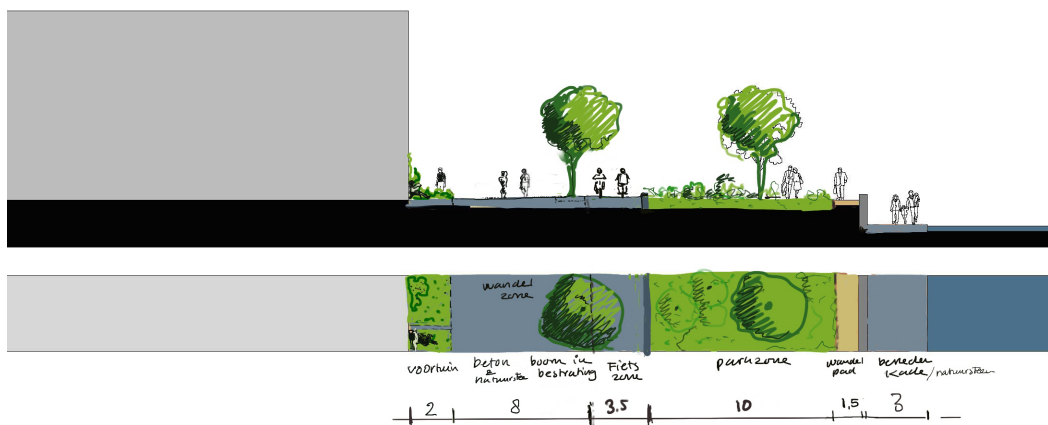 wandel
zone
voortuin
beton
&
natuursteen
boom in
bestrating
Fiets
zone
parkzone
wandel
pad
beneden
kade/natuursteen
2
8
3.5
10
1,5
3